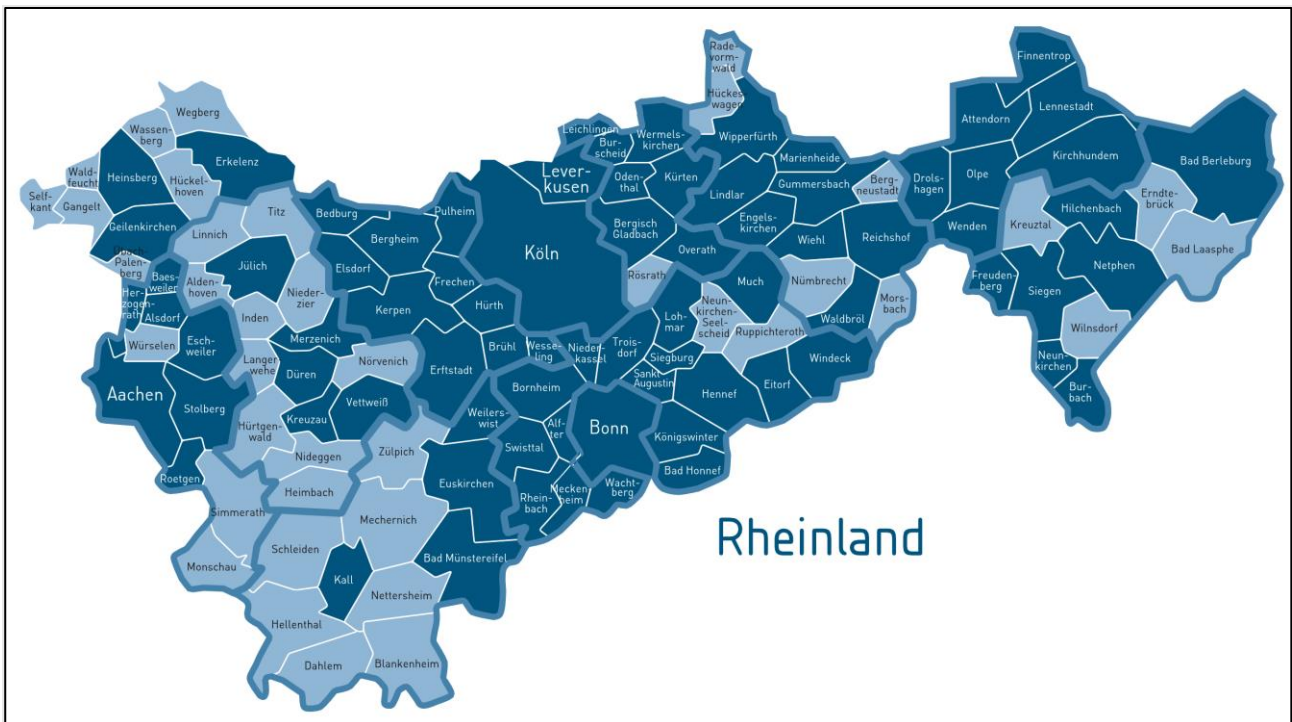 Rade-
vorm-
wald
Hückes-
wagen
Finnentrop
Lennestadt
Attendorn
Wegberg
Wassen-
berg
Erkelenz
Leichlingen
Bur-
scheid
Wermels-
kirchen
Wipperfürth
Marienheide
Kirchhundem
Bad Berleburg
Wald-
feucht
Heinsberg
Hückel-
hoven
Lever-
kusen
Oden-
thal
Kürten
Lindlar
Gummersbach
Berg-
neustadt
Drols-
hagen
Olpe
Self-
kant
Gangelt
Geilenkirchen
Titz
Linnich
Bedburg
Pulheim
Bergheim
Köln
Bergisch
Gladbach
Engels-
kirchen
Wiehl
Reichshof
Wenden
Kreuztal
Hilchenbach
Erndte-
brück
Bad Laasphe
Übach-
Palen-
berg
Baes-
weiler
Jülich
Elsdorf
Overath
Netphen
Her-
zogen-
rath
Alsdorf
Alden-
hoven
Nieder-
zier
Frechen
Rösrath
Much
Nümbrecht
Freuden-
berg
Siegen
Inden
Kerpen
Hürth
Loh-
mar
Neun-
kirchen-
Seel-
scheid
Ruppichteroth
Waldbröl
Mors-
bach
Wilnsdorf
Würselen
Esch-
weiler
Merzenich
Brühl
Wesse-
ling
Nieder-
kassel
Trois-
dorf
Siegburg
Windeck
Neun-
kirchen
Bur-
bach
Aachen
Stolberg
Langer-
wehe
Düren
Nörvenich
Erftstadt
Sankt
Augustin
Hennef
Eitorf
Kreuzau
Vettweiß
Weilers-
wist
Bornheim
Hürtgen-
wald
Zülpich
Swisttal
Alf-
ter
Bonn
Königswinter
Roetgen
Nideggen
Bad Honnef
Heimbach
Euskirchen
Rhein-
bach
Mecken-
heim
Wacht-
berg
Simmerath
Mechernich
Rheinland
Schleiden
Monschau
Kall
Bad Münstereifel
Nettersheim
Hellenthal
Dahlem
Blankenheim